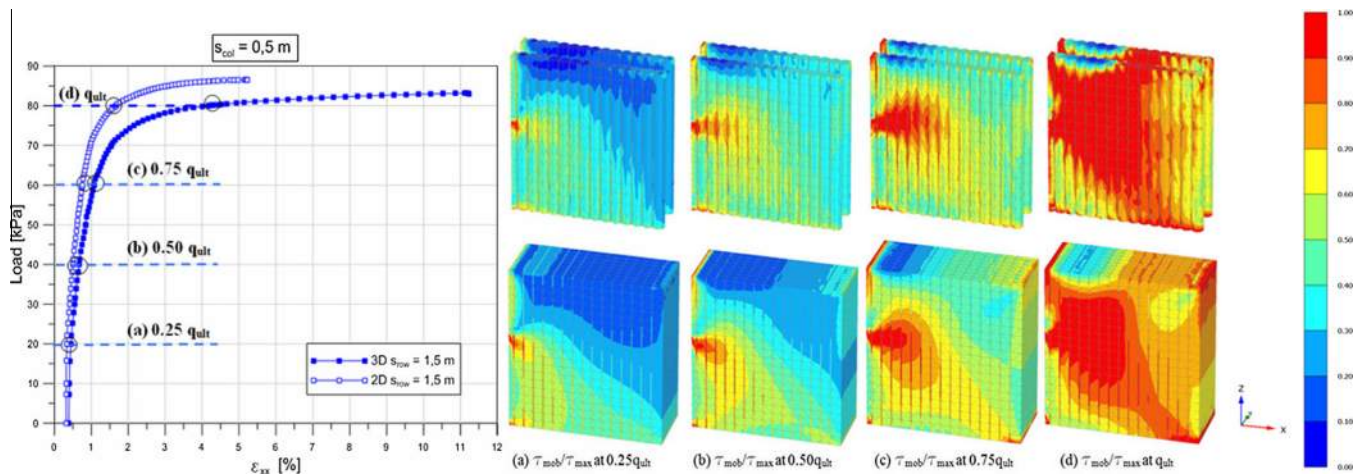 s_col = 0,5 m
Load [kPa]
90
80
70
60
50
40
30
20
10
0
(d) q_ult
(c) 0.75 q_ult
(b) 0.50 q_ult
(a) 0.25 q_ult
3D s_row = 1,5 m
2D s_row = 1,5 m
0 1 2 3 4 5 6 7 8 9 10 11 12
ε_xx [%]
(a) τ_mob/τ_max at 0.25q_ult
(b) τ_mob/τ_max at 0.50q_ult
(c) τ_mob/τ_max at 0.75q_ult
(d) τ_mob/τ_max at q_ult
Z
Y
X
1.00
0.90
0.80
0.70
0.60
0.50
0.40
0.30
0.20
0.10
0.00